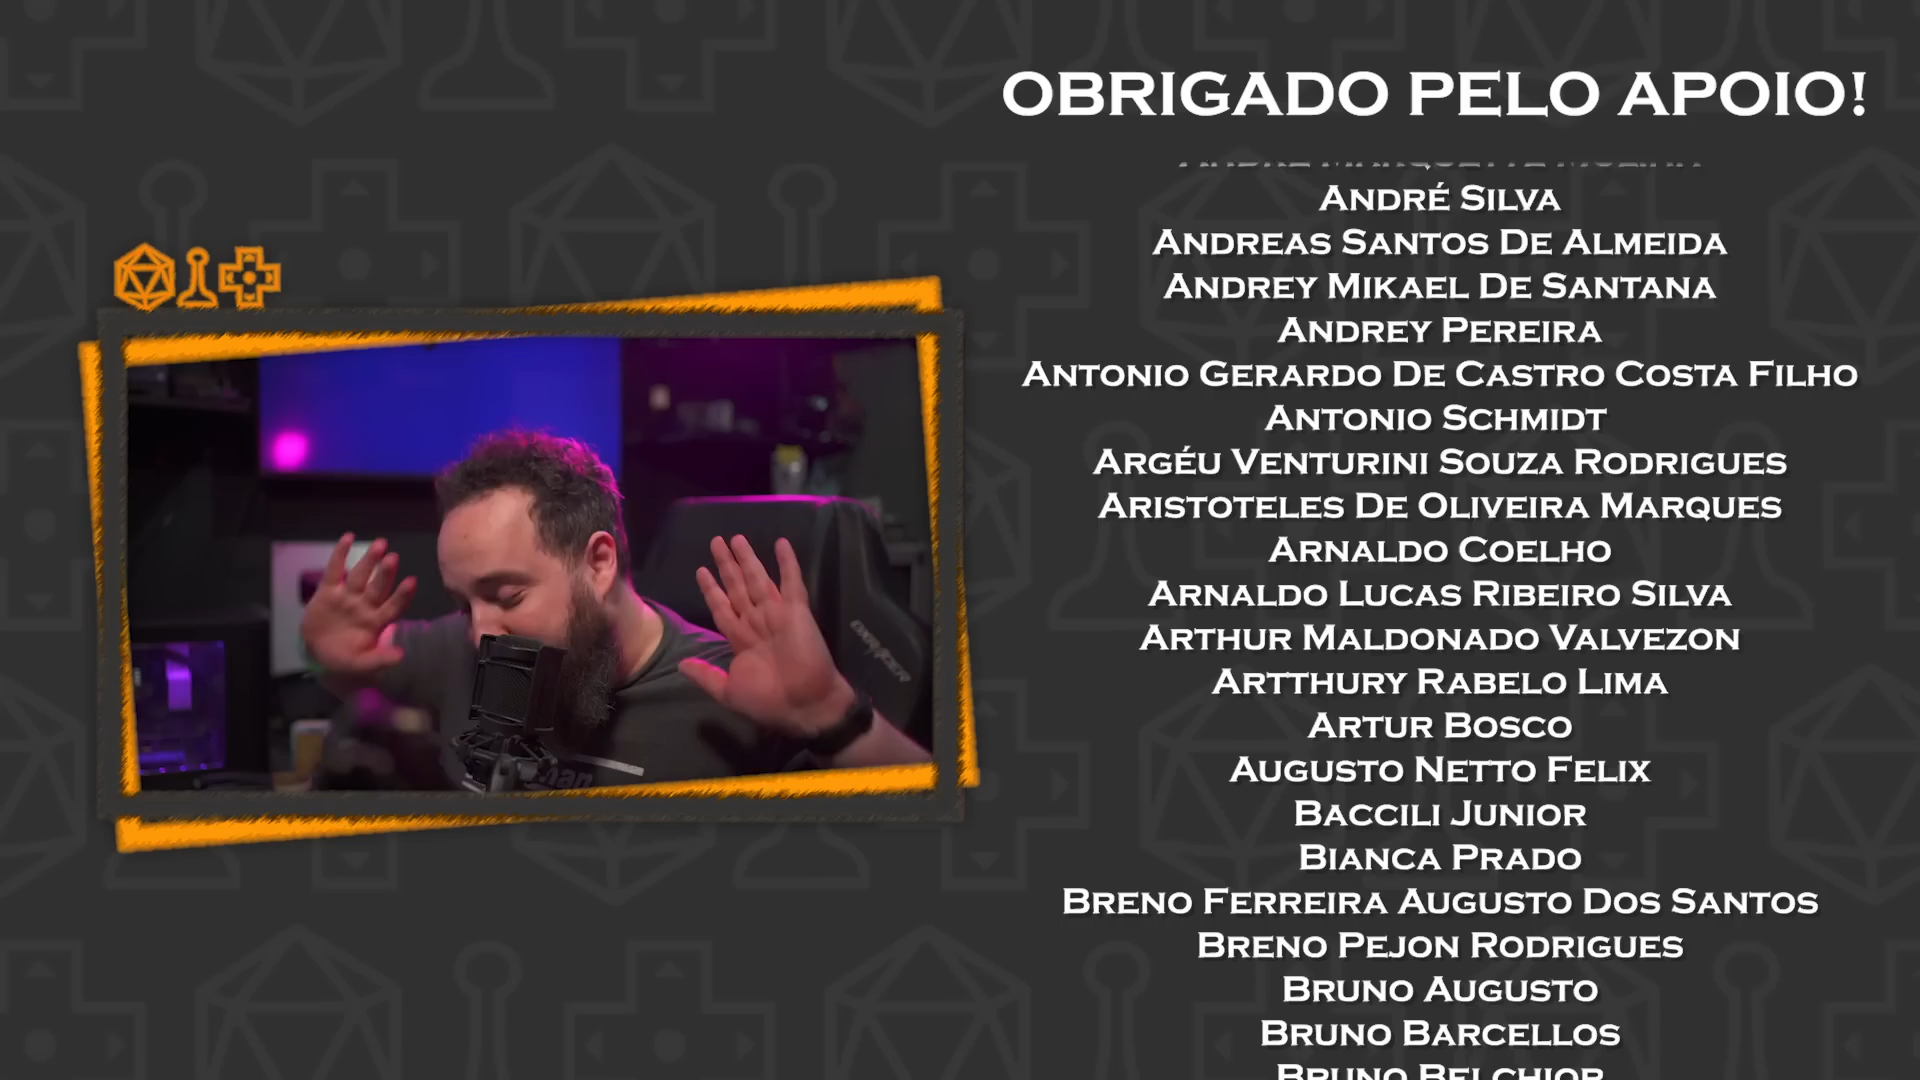 OBRIGADO PELO APOIO!
ANDRÉ SILVA
ANDREAS SANTOS DE ALMEIDA
ANDREY MIKAEL DE SANTANA
ANDREY PEREIRA
ANTONIO GERARDO DE CASTRO COSTA FILHO
ANTONIO SCHMIDT
ARGÉU VENTURINI SOUZA RODRIGUES
ARISTOTELES DE OLIVEIRA MARQUES
ARNALDO COELHO
ARNALDO LUCAS RIBEIRO SILVA
ARTHUR MALDONADO VALVEZON
ARTTHURY RABELO LIMA
ARTUR BOSCO
AUGUSTO NETTO FELIX
BACCILI JUNIOR
BIANCA PRADO
BRENO FERREIRA AUGUSTO DOS SANTOS
BRENO PEJON RODRIGUES
BRUNO AUGUSTO
BRUNO BARCELLOS
BRUNO BELCHIOR